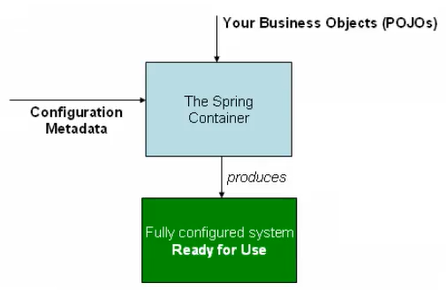 Your Business Objects (POJOs)
The Spring
Container
Configuration
Metadata
produces
Fully configured system
Ready for Use